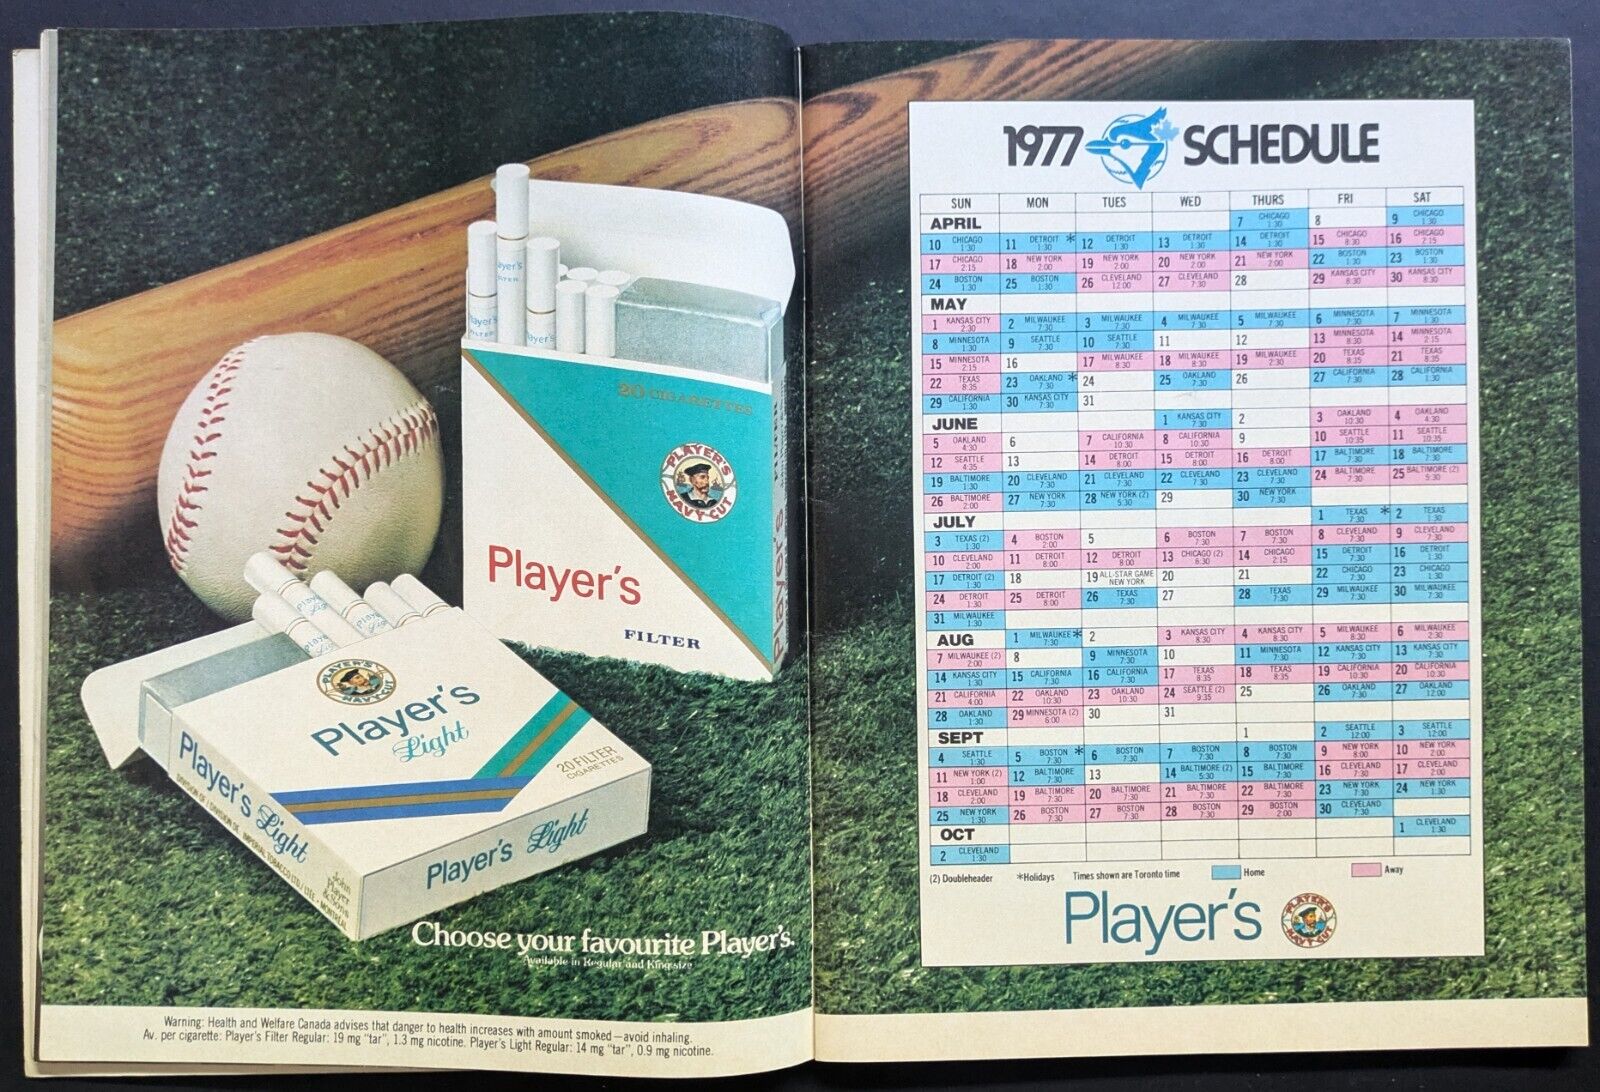 ayer's
FILTER
ayer's
FILTER
ayer's
20 CIGARETTES
PLAYER'S
NAVY CUT
Player's
FILTER
Player's FILTER
PLAYER'S
NAVY CUT
Player's
Light
20 FILTER
CIGARETTES
Player's Light
DIVISION OF / DIVISION DE IMPERIAL TOBACCO LTD/LTÉE - MONTRÉAL
John
Player
& Sons
Player's Light
Choose your favourite Player's.
Available in Regular and King size
Warning: Health and Welfare Canada advises that danger to health increases with amount smoked—avoid inhaling.
Av. per cigarette: Player's Filter Regular: 19 mg "tar", 1.3 mg nicotine. Player's Light Regular: 14 mg "tar", 0.9 mg nicotine.
1977 SCHEDULE
SUN MON TUES WED THURS FRI SAT
APRIL 7 CHICAGO 1:30 8 9 CHICAGO 1:30
10 CHICAGO 1:30 11 DETROIT * 1:30 12 DETROIT 1:30 13 DETROIT 1:30 14 DETROIT 1:30 15 CHICAGO 8:30 16 CHICAGO 2:15
17 CHICAGO 2:15 18 NEW YORK 2:00 19 NEW YORK 2:00 20 NEW YORK 2:00 21 NEW YORK 2:00 22 BOSTON 1:30 23 BOSTON 1:30
24 BOSTON 1:30 25 BOSTON 1:30 26 CLEVELAND 12:00 27 CLEVELAND 7:30 28 29 KANSAS CITY 8:30 30 KANSAS CITY 8:30
MAY
1 KANSAS CITY 2:30 2 MILWAUKEE 7:30 3 MILWAUKEE 7:30 4 MILWAUKEE 7:30 5 MILWAUKEE 7:30 6 MINNESOTA 7:30 7 MINNESOTA 1:30
8 MINNESOTA 1:30 9 SEATTLE 7:30 10 SEATTLE 7:30 11 12 13 MINNESOTA 8:30 14 MINNESOTA 2:15
15 MINNESOTA 2:15 16 17 MILWAUKEE 8:30 18 MILWAUKEE 8:30 19 MILWAUKEE 2:30 20 TEXAS 8:35 21 TEXAS 8:35
22 TEXAS 8:35 23 OAKLAND * 7:30 24 25 OAKLAND 7:30 26 27 CALIFORNIA 7:30 28 CALIFORNIA 1:30
29 CALIFORNIA 1:30 30 KANSAS CITY 7:30 31
JUNE 1 KANSAS CITY 7:30 2 3 OAKLAND 10:30 4 OAKLAND 4:30
5 OAKLAND 4:30 6 7 CALIFORNIA 10:30 8 CALIFORNIA 10:30 9 10 SEATTLE 10:35 11 SEATTLE 10:35
12 SEATTLE 4:35 13 14 DETROIT 8:00 15 DETROIT 8:00 16 DETROIT 8:00 17 BALTIMORE 7:30 18 BALTIMORE 1:30
19 BALTIMORE 1:30 20 CLEVELAND 7:30 21 CLEVELAND 7:30 22 CLEVELAND 7:30 23 CLEVELAND 7:30 24 BALTIMORE 7:30 25 BALTIMORE (2) 5:30
26 BALTIMORE 2:00 27 NEW YORK 7:30 28 NEW YORK (2) 5:30 29 30 NEW YORK 7:30
JULY 1 TEXAS * 7:30 2 TEXAS 1:30
3 TEXAS (2) 1:30 4 BOSTON 2:00 5 6 BOSTON 7:30 7 BOSTON 7:30 8 CLEVELAND 7:30 9 CLEVELAND 7:30
10 CLEVELAND 2:00 11 DETROIT 8:00 12 DETROIT 8:00 13 CHICAGO (2) 6:30 14 CHICAGO 2:15 15 DETROIT 7:30 16 DETROIT 1:30
17 DETROIT (2) 1:30 18 19 ALL-STAR GAME NEW YORK 20 21 22 CHICAGO 7:30 23 CHICAGO 1:30
24 DETROIT 1:30 25 DETROIT 8:00 26 TEXAS 7:30 27 28 TEXAS 7:30 29 MILWAUKEE 7:30 30 MILWAUKEE 7:30
31 MILWAUKEE 1:30
AUG 1 MILWAUKEE * 7:30 2 3 KANSAS CITY 8:30 4 KANSAS CITY 8:30 5 MILWAUKEE 8:30 6 MILWAUKEE 2:30
7 MILWAUKEE (2) 2:00 8 9 MINNESOTA 7:30 10 11 MINNESOTA 7:30 12 KANSAS CITY 7:30 13 KANSAS CITY 7:30
14 KANSAS CITY 1:30 15 CALIFORNIA 7:30 16 CALIFORNIA 7:30 17 TEXAS 8:35 18 TEXAS 8:35 19 CALIFORNIA 10:30 20 CALIFORNIA 10:30
21 CALIFORNIA 4:00 22 OAKLAND 10:30 23 OAKLAND 10:30 24 SEATTLE (2) 9:35 25 26 OAKLAND 7:30 27 OAKLAND 12:00
28 OAKLAND 1:30 29 MINNESOTA (2) 6:00 30 31
SEPT 1 2 SEATTLE 12:00 3 SEATTLE 12:00
4 SEATTLE 1:30 5 BOSTON * 7:30 6 BOSTON 7:30 7 BOSTON 7:30 8 BOSTON 7:30 9 NEW YORK 8:00 10 NEW YORK 2:00
11 NEW YORK (2) 1:00 12 BALTIMORE 7:30 13 14 BALTIMORE (2) 5:30 15 BALTIMORE 7:30 16 CLEVELAND 7:30 17 CLEVELAND 2:00
18 CLEVELAND 2:00 19 BALTIMORE 7:30 20 BALTIMORE 7:30 21 BALTIMORE 7:30 22 BALTIMORE 7:30 23 NEW YORK 7:30 24 NEW YORK 1:30
25 NEW YORK 1:30 26 BOSTON 7:30 27 BOSTON 7:30 28 BOSTON 7:30 29 BOSTON 2:00 30 CLEVELAND 7:30
OCT 1 CLEVELAND 1:30
2 CLEVELAND 1:30
(2) Doubleheader *Holidays Times shown are Toronto time Home Away
Player's
PLAYER'S
NAVY CUT